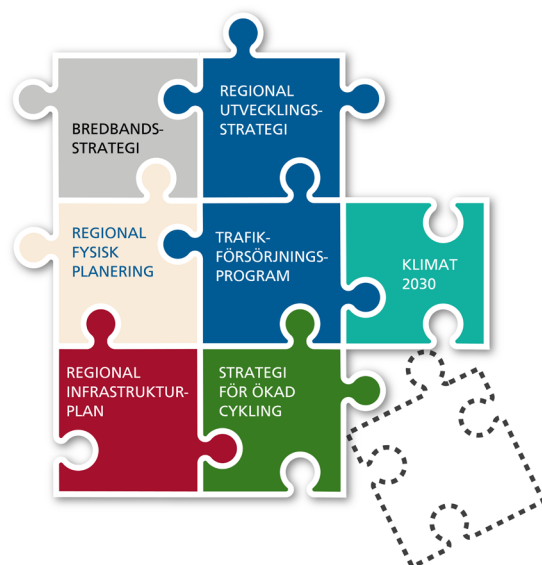 BREDBANDS-
STRATEGI
REGIONAL
UTVECKLINGS-
STRATEGI
REGIONAL
FYSISK
PLANERING
TRAFIK-
FÖRSÖRJNINGS-
PROGRAM
KLIMAT
2030
REGIONAL
INFRASTRUKTUR-
PLAN
STRATEGI
FÖR ÖKAD
CYKLING